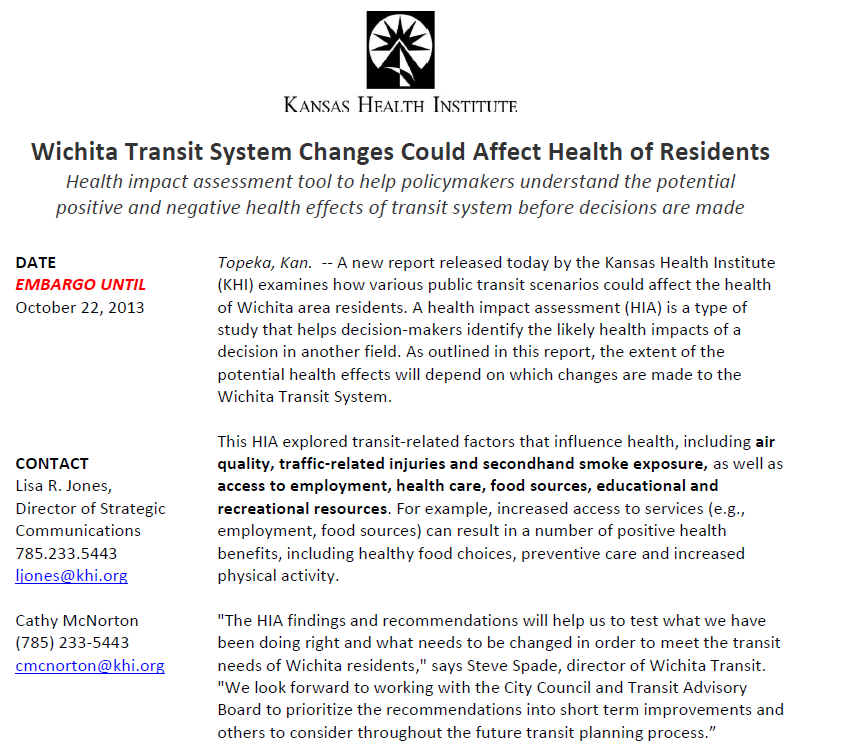 KANSAS HEALTH INSTITUTE
Wichita Transit System Changes Could Affect Health of Residents
Health impact assessment tool to help policymakers understand the potential
positive and negative health effects of transit system before decisions are made
DATE
EMBARGO UNTIL
October 22, 2013
Topeka, Kan.  -- A new report released today by the Kansas Health Institute
(KHI) examines how various public transit scenarios could affect the health
of Wichita area residents. A health impact assessment (HIA) is a type of
study that helps decision-makers identify the likely health impacts of a
decision in another field. As outlined in this report, the extent of the
potential health effects will depend on which changes are made to the
Wichita Transit System.
CONTACT
Lisa R. Jones,
Director of Strategic
Communications
785.233.5443
ljones@khi.org
This HIA explored transit-related factors that influence health, including air
quality, traffic-related injuries and secondhand smoke exposure, as well as
access to employment, health care, food sources, educational and
recreational resources. For example, increased access to services (e.g.,
employment, food sources) can result in a number of positive health
benefits, including healthy food choices, preventive care and increased
physical activity.
Cathy McNorton
(785) 233-5443
cmcnorton@khi.org
"The HIA findings and recommendations will help us to test what we have
been doing right and what needs to be changed in order to meet the transit
needs of Wichita residents," says Steve Spade, director of Wichita Transit.
"We look forward to working with the City Council and Transit Advisory
Board to prioritize the recommendations into short term improvements and
others to consider throughout the future transit planning process.”